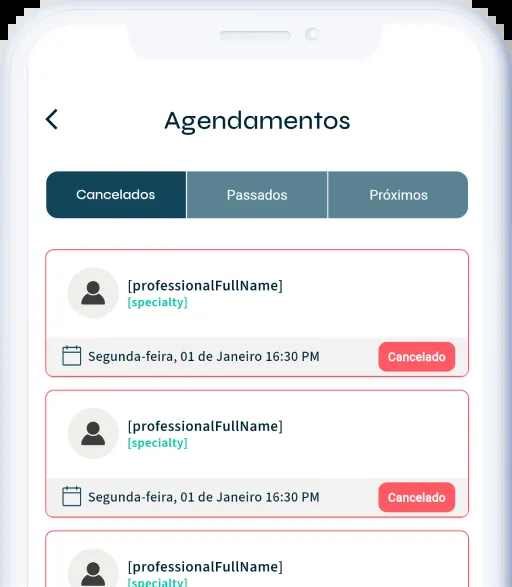 Agendamentos
Cancelados Passados Próximos
[professionalFullName]
[specialty]
Segunda-feira, 01 de Janeiro 16:30 PM Cancelado
[professionalFullName]
[specialty]
Segunda-feira, 01 de Janeiro 16:30 PM Cancelado
[professionalFullName]
[specialty]